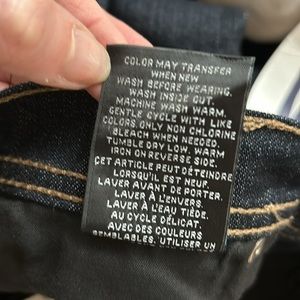 COLOR MAY TRANSFER
WHEN NEW
WASH BEFORE WEARING.
WASH INSIDE OUT.
MACHINE WASH WARM.
GENTLE CYCLE WITH LIKE
COLORS ONLY NON CHLORINE
BLEACH WHEN NEEDED.
TUMBLE DRY LOW. WARM
IRON ON REVERSE SIDE.
CET ARTICLE PEUT DÉTEINDRE
LORSQU'IL EST NEUF.
LAVER AVANT DE PORTER.
LAVER À L'ENVERS.
LAVER À L'EAU TIÈDE.
AU CYCLE DÉLICAT.
AVEC DES COULEURS
SEMBLABLES. UTILISER UN